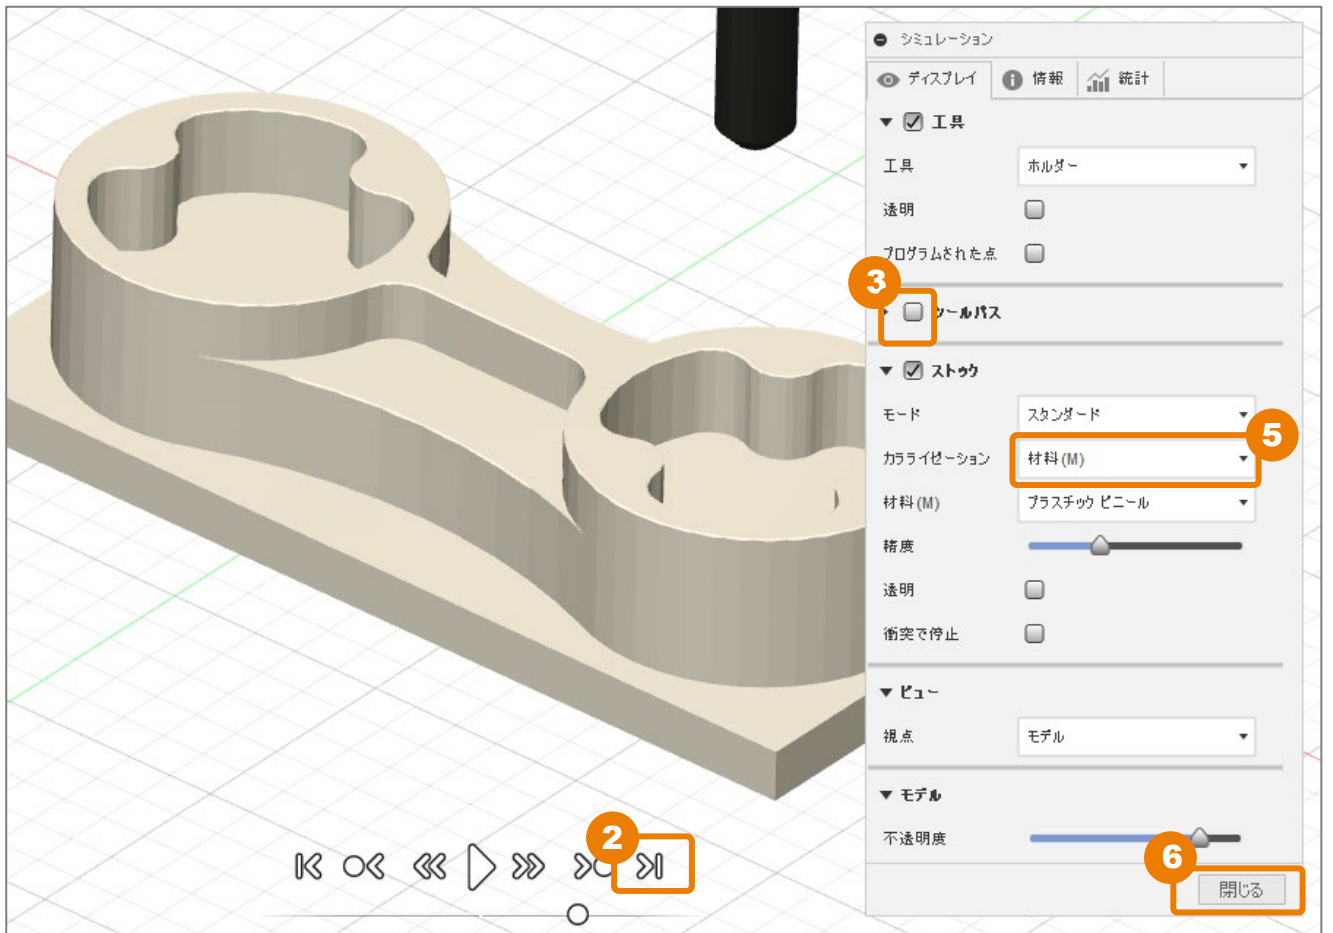 シミュレーション
ディスプレイ 情報 統計
工具
工具 ホルダー
透明
プログラムされた点
3
ツールパス
ストック
モード スタンダード
5
カラライゼーション 材料(M)
材料(M) プラスチック ビニール
精度
透明
衝突で停止
ビュー
視点 モデル
モデル
2
不透明度
6
閉じる